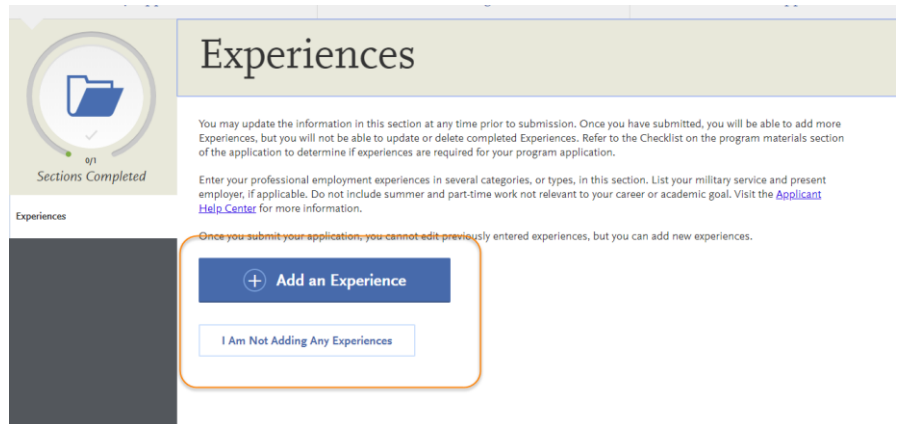 Experiences
You may update the information in this section at any time prior to submission. Once you have submitted, you will be able to add more
Experiences, but you will not be able to update or delete completed Experiences. Refer to the Checklist on the program materials section
of the application to determine if experiences are required for your program application.
0/1
Sections Completed
Enter your professional employment experiences in several categories, or types, in this section. List your military service and present
employer, if applicable. Do not include summer and part-time work not relevant to your career or academic goal. Visit the Applicant
Help Center for more information.
Experiences
Once you submit your application, you cannot edit previously entered experiences, but you can add new experiences.
Add an Experience
I Am Not Adding Any Experiences